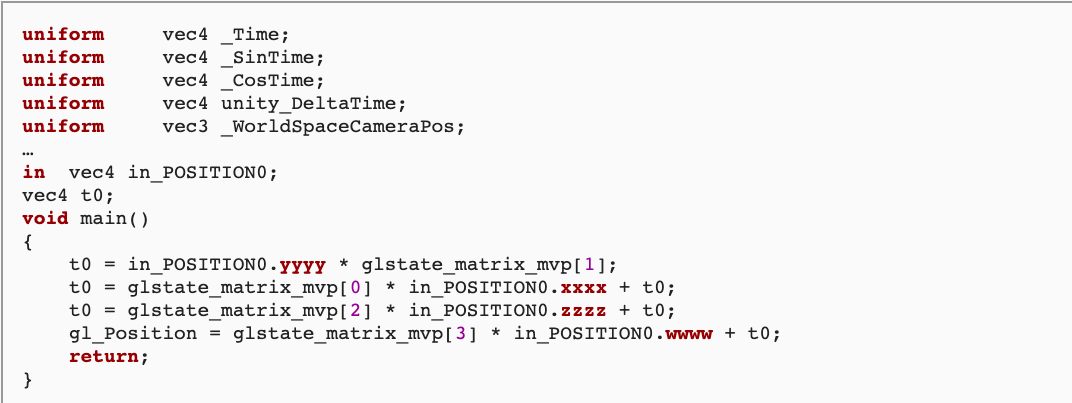 uniform     vec4 _Time;
uniform     vec4 _SinTime;
uniform     vec4 _CosTime;
uniform     vec4 unity_DeltaTime;
uniform     vec3 _WorldSpaceCameraPos;
…
in  vec4 in_POSITION0;
vec4 t0;
void main()
{
    t0 = in_POSITION0.yyyy * glstate_matrix_mvp[1];
    t0 = glstate_matrix_mvp[0] * in_POSITION0.xxxx + t0;
    t0 = glstate_matrix_mvp[2] * in_POSITION0.zzzz + t0;
    gl_Position = glstate_matrix_mvp[3] * in_POSITION0.wwww + t0;
    return;
}